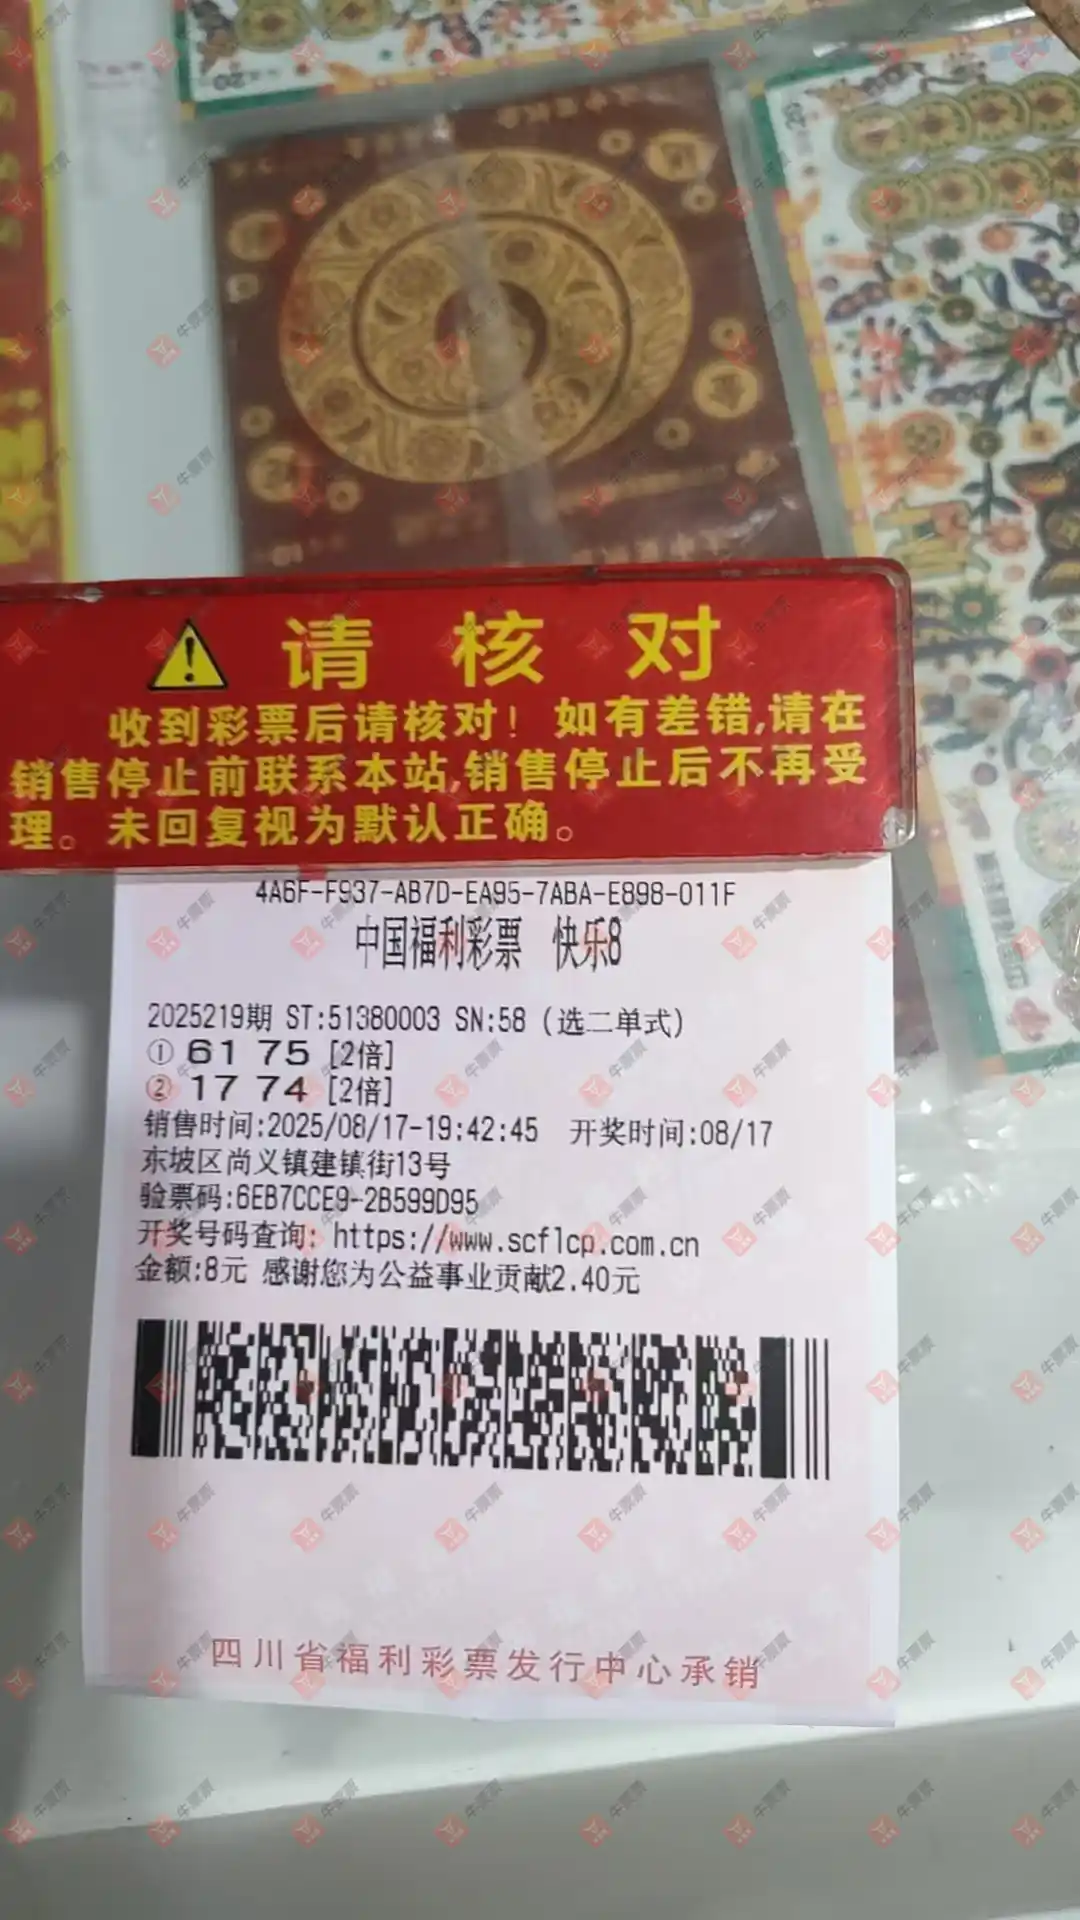 请核对
收到彩票后请核对！如有差错,请在
销售停止前联系本站,销售停止后不再受
理。未回复视为默认正确。
4A6F-F937-AB7D-EA95-7ABA-E898-011F
中国福利彩票 快乐8
2025219期 ST:51380003 SN:58 (选二单式)
① 61 75 [2倍]
② 17 74 [2倍]
销售时间:2025/08/17-19:42:45 开奖时间:08/17
东坡区尚义镇建镇街13号
验票码:6EB7CCE9-2B599D95
开奖号码查询: https://www.scflcp.com.cn
金额:8元 感谢您为公益事业贡献2.40元
四川省福利彩票发行中心承销
牛票票